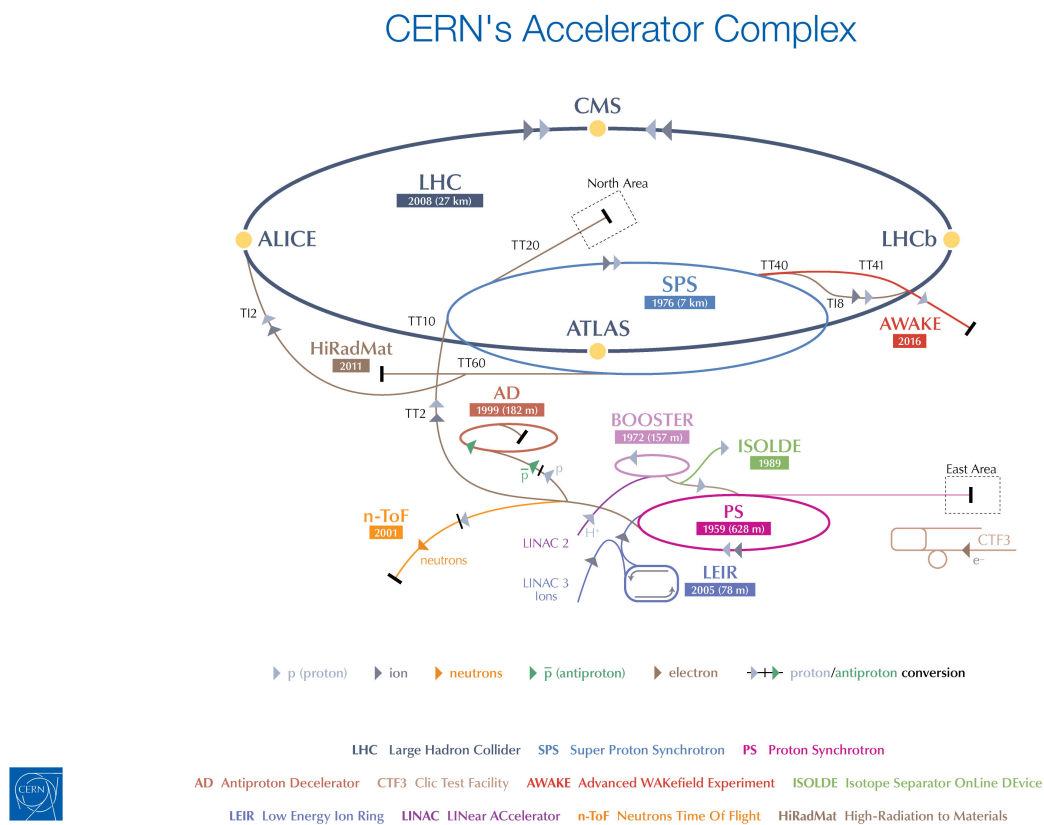 CERN's Accelerator Complex
CMS
LHC
2008 (27 km)
North Area
ALICE
LHCb
TT20
TT40
TT41
SPS
1976 (7 km)
TI2
TT10
TI8
ATLAS
AWAKE
2016
HiRadMat
2011
TT60
AD
1999 (182 m)
TT2
BOOSTER
1972 (157 m)
ISOLDE
1989
p̅
p
East Area
n-ToF
2001
PS
1959 (628 m)
H⁺
LINAC 2
CTF3
neutrons
e⁻
LEIR
2005 (78 m)
LINAC 3
Ions
p (proton)
ion
neutrons
p̅ (antiproton)
electron
proton/antiproton conversion
LHC Large Hadron Collider SPS Super Proton Synchrotron PS Proton Synchrotron
AD Antiproton Decelerator CTF3 Clic Test Facility AWAKE Advanced WAKefield Experiment ISOLDE Isotope Separator OnLine DEvice
LEIR Low Energy Ion Ring LINAC LINear ACcelerator n-ToF Neutrons Time Of Flight HiRadMat High-Radiation to Materials
CERN